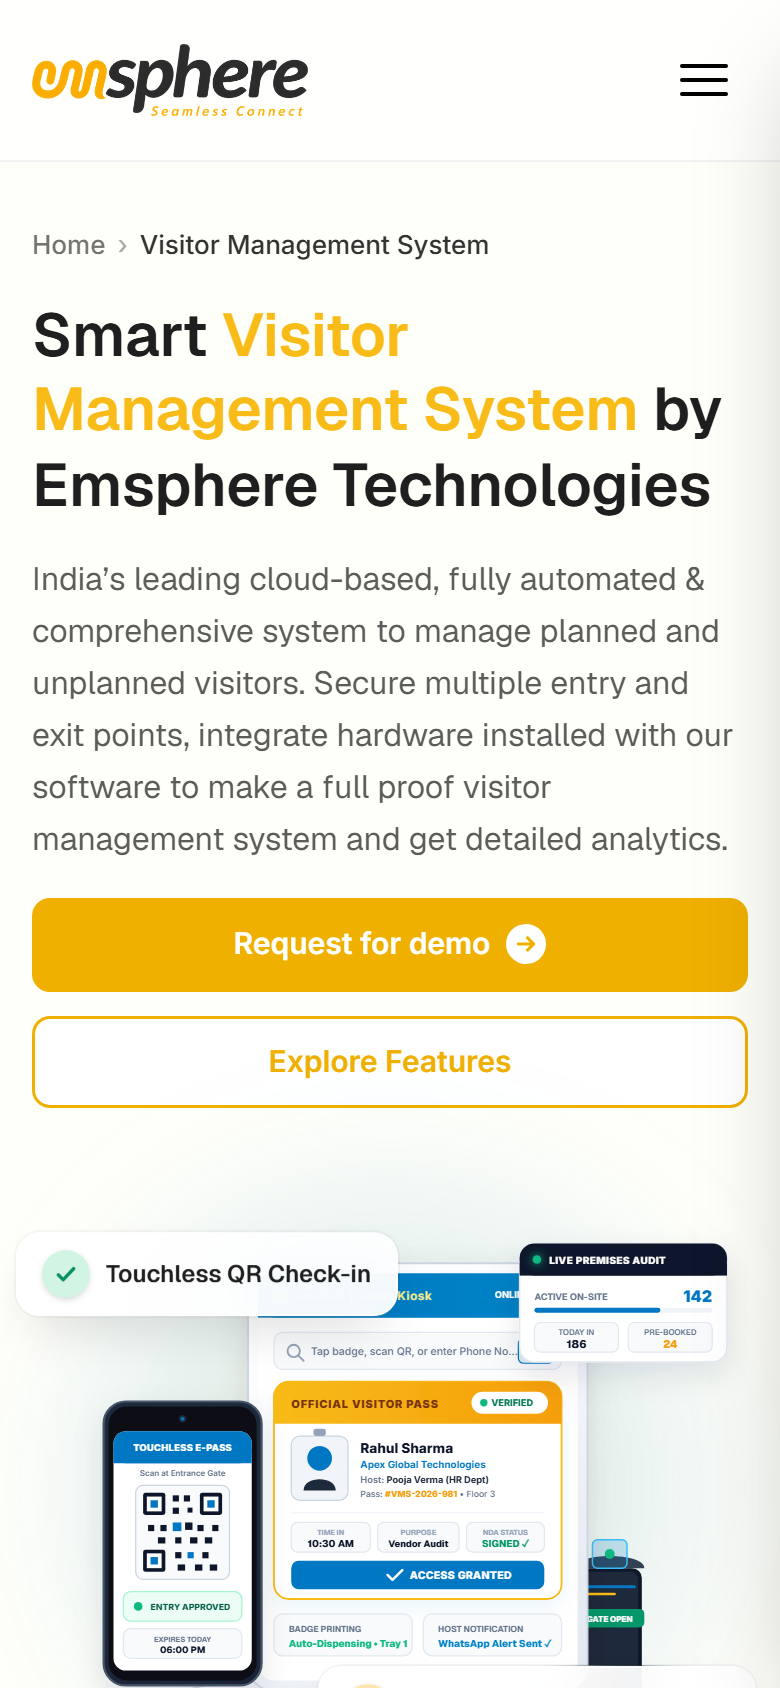 emsphere
Seamless Connect
Home › Visitor Management System
Smart Visitor
Management System by
Emsphere Technologies
India’s leading cloud-based, fully automated &
comprehensive system to manage planned and
unplanned visitors. Secure multiple entry and
exit points, integrate hardware installed with our
software to make a full proof visitor
management system and get detailed analytics.
Request for demo
Explore Features
Touchless QR Check-in
Kiosk
LIVE PREMISES AUDIT
ACTIVE ON-SITE 142
TODAY IN PRE-BOOKED
186 24
Tap badge, scan QR, or enter Phone No...
OFFICIAL VISITOR PASS VERIFIED
Rahul Sharma
Apex Global Technologies
Host: Pooja Verma (HR Dept)
Pass: #VMS-2026-981 • Floor 3
TIME IN PURPOSE NDA STATUS
10:30 AM Vendor Audit SIGNED ✓
ACCESS GRANTED
BADGE PRINTING HOST NOTIFICATION
Auto-Dispensing • Tray 1 WhatsApp Alert Sent ✓
TOUCHLESS E-PASS
Scan at Entrance Gate
ENTRY APPROVED
EXPIRES TODAY
06:00 PM
GATE OPEN